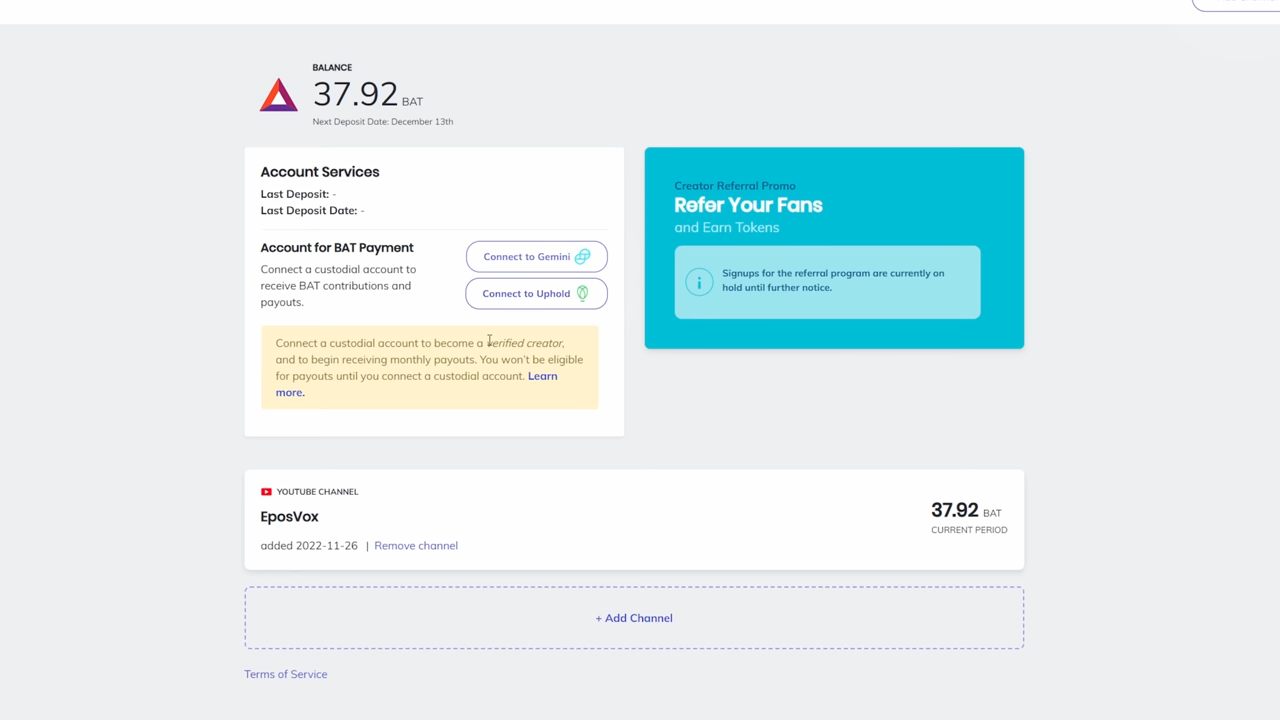 BALANCE
37.92 BAT
Next Deposit Date: December 13th
Account Services
Last Deposit: -
Last Deposit Date: -
Account for BAT Payment
Connect a custodial account to
receive BAT contributions and
payouts.
Connect to Gemini
Connect to Uphold
Connect a custodial account to become a verified creator,
and to begin receiving monthly payouts. You won't be eligible
for payouts until you connect a custodial account. Learn
more.
Creator Referral Promo
Refer Your Fans
and Earn Tokens
Signups for the referral program are currently on
hold until further notice.
YOUTUBE CHANNEL
EposVox
added 2022-11-26 | Remove channel
37.92 BAT
CURRENT PERIOD
+ Add Channel
Terms of Service